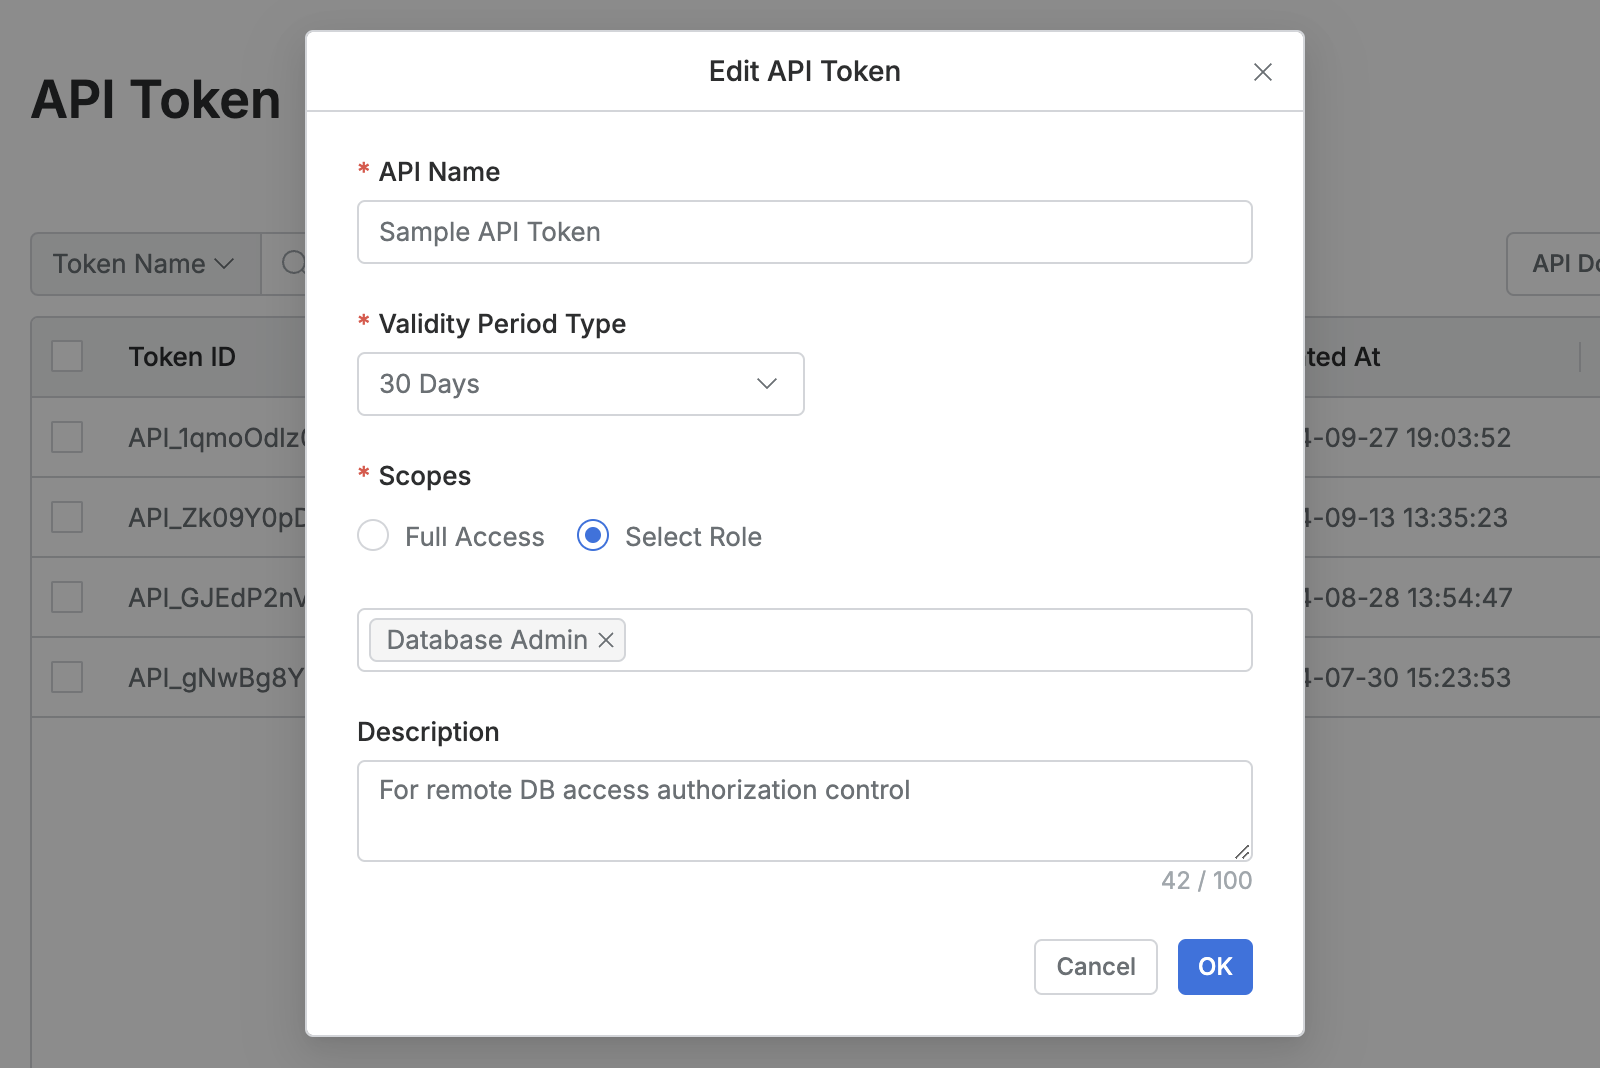 Edit API Token
API Token
* API Name
Sample API Token
Token Name
API
* Validity Period Type
30 Days
Token ID
ted At
* Scopes
Full Access
Select Role
API_1qmoOdlz
4-09-27 19:03:52
API_Zk09Y0p
4-09-13 13:35:23
API_GJEdP2n
4-08-28 13:54:47
Database Admin
API_gNwBg8Y
4-07-30 15:23:53
Description
For remote DB access authorization control
42 / 100
Cancel
OK